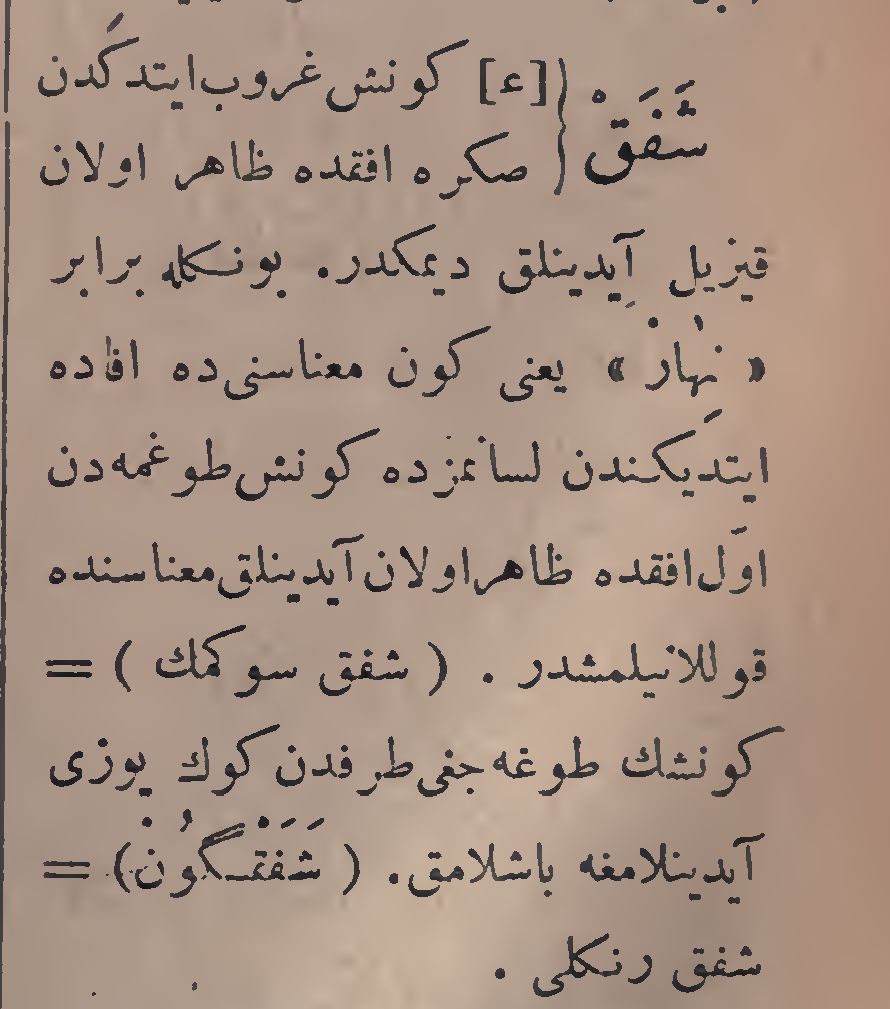 شَفَقْ { [ع] كونش غروب ايتدكدن
صكره افقده ظاهر اولان
قيزيل آيدينلق ديمكدر. بونكله برابر
« نهار » يعنى كون معناسنى ده افاده
ايتديكندن لسانمزده كونش طوغمه دن
اوّل افقده ظاهر اولان آيدينلق معناسنده
قوللانيلمشدر . ( شفق سوكمك ) =
كونشك طوغه جغى طرفدن كوك يوزى
آيدينلامغه باشلامق. ( شَفَقْگُونْ ) =
شفق رنكلى .